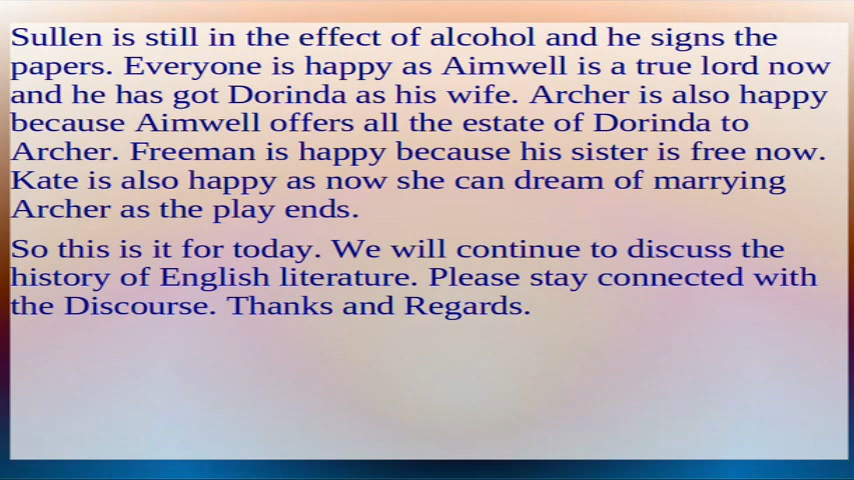 Sullen is still in the effect of alcohol and he signs the
papers. Everyone is happy as Aimwell is a true lord now
and he has got Dorinda as his wife. Archer is also happy
because Aimwell offers all the estate of Dorinda to
Archer. Freeman is happy because his sister is free now.
Kate is also happy as now she can dream of marrying
Archer as the play ends.
So this is it for today. We will continue to discuss the
history of English literature. Please stay connected with
the Discourse. Thanks and Regards.